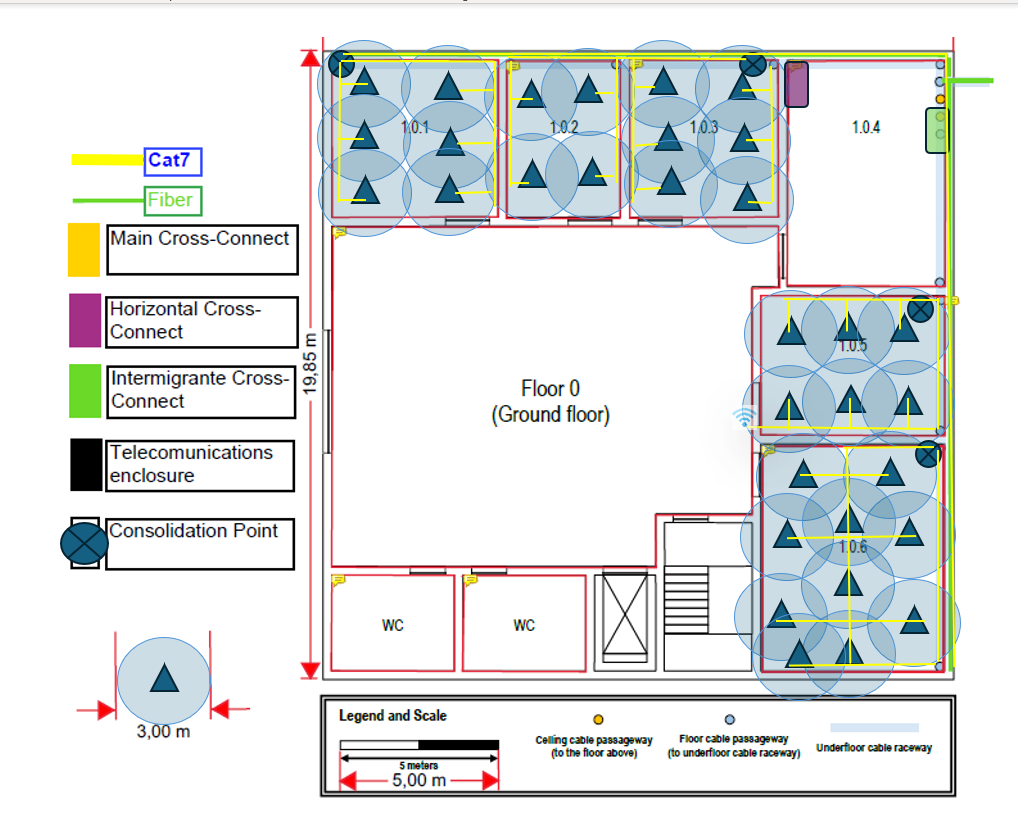 1.0.1
1.0.2
1.0.3
1.0.4
Cat7
Fiber
Main Cross-Connect
Horizontal Cross-
Connect
Intermigrante Cross-
Connect
Telecomunications
enclosure
Consolidation Point
3,00 m
19,85 m
1.0.5
Floor 0
(Ground floor)
1.0.6
WC
WC
Legend and Scale
5 meters
5,00 m
Celling cable passageway
(to the floor above)
Floor cable passageway
(to underfloor cable raceway)
Underfloor cable raceway